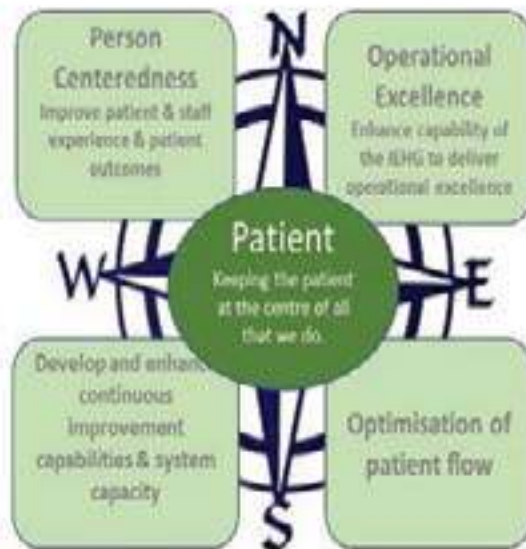 Person
Centeredness
Improve patient & staff
experience & patient
outcomes
N
Operational
Excellence
Enhance capability of
the IEHG to deliver
operational excellence
W
Patient
Keeping the patient
at the centre of all
that we do.
E
Develop and enhanc
continuous
improvement
capabilities & system
capacity
Optimisation of
patient flow
S